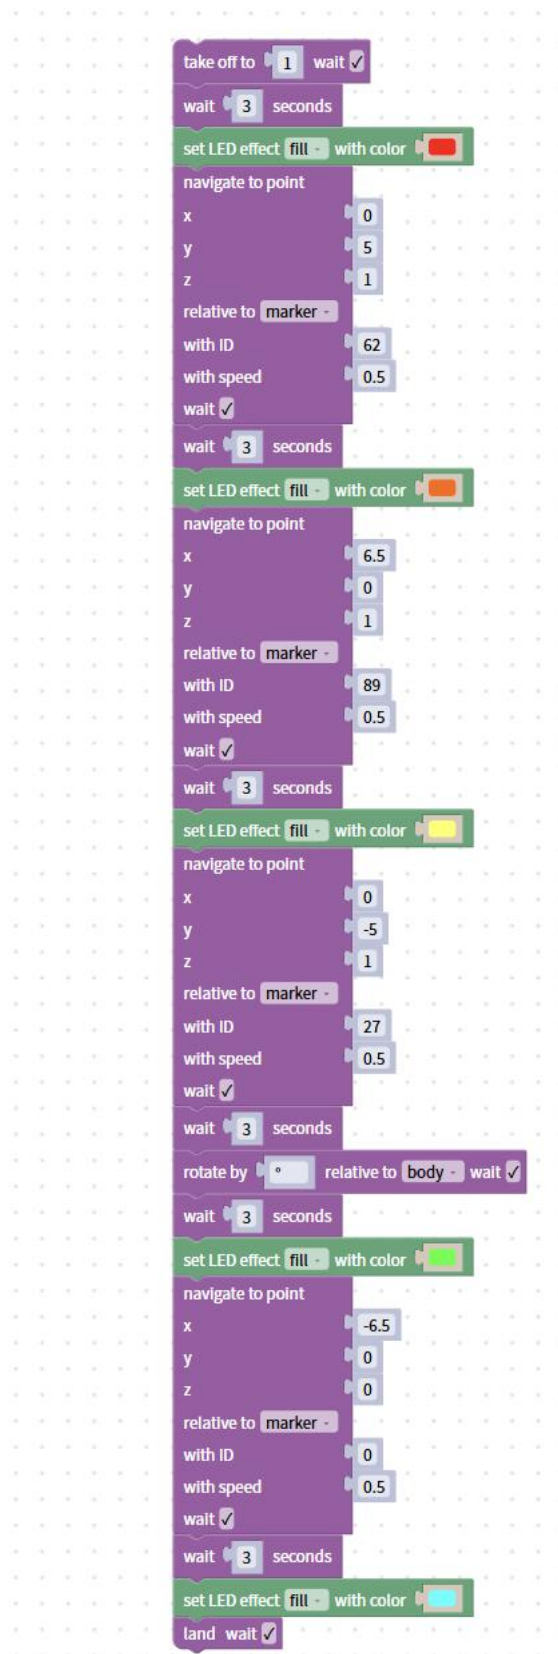 take off to 1 wait ✓
wait 3 seconds
set LED effect fill with color
navigate to point
x 0
y 5
z 1
relative to marker
with ID 62
with speed 0.5
wait ✓
wait 3 seconds
set LED effect fill with color
navigate to point
x 6.5
y 0
z 1
relative to marker
with ID 89
with speed 0.5
wait ✓
wait 3 seconds
set LED effect fill with color
navigate to point
x 0
y -5
z 1
relative to marker
with ID 27
with speed 0.5
wait ✓
wait 3 seconds
rotate by ° relative to body wait ✓
wait 3 seconds
set LED effect fill with color
navigate to point
x -6.5
y 0
z 0
relative to marker
with ID 0
with speed 0.5
wait ✓
wait 3 seconds
set LED effect fill with color
land wait ✓